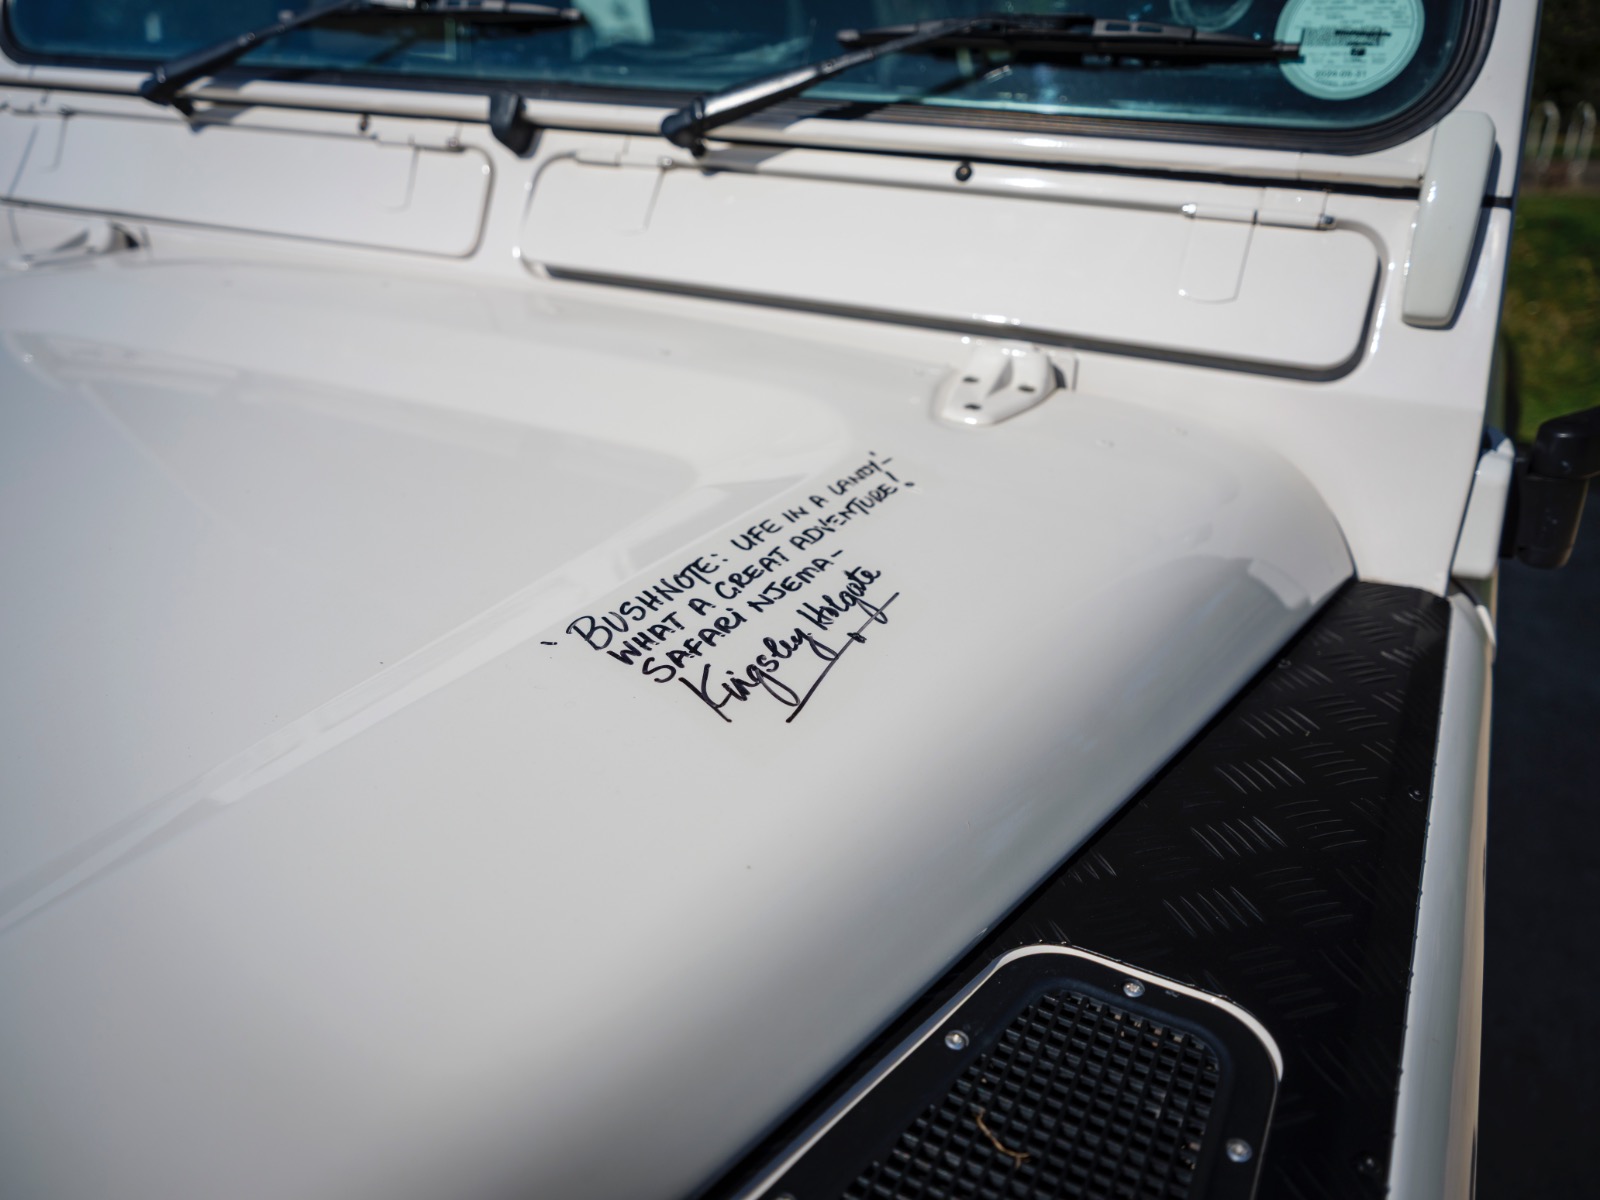 'BUSHNOTE: LIFE IN A LANDY'-
WHAT A GREAT ADVENTURE!
SAFARI NJEMA-
Kingsley Holgate